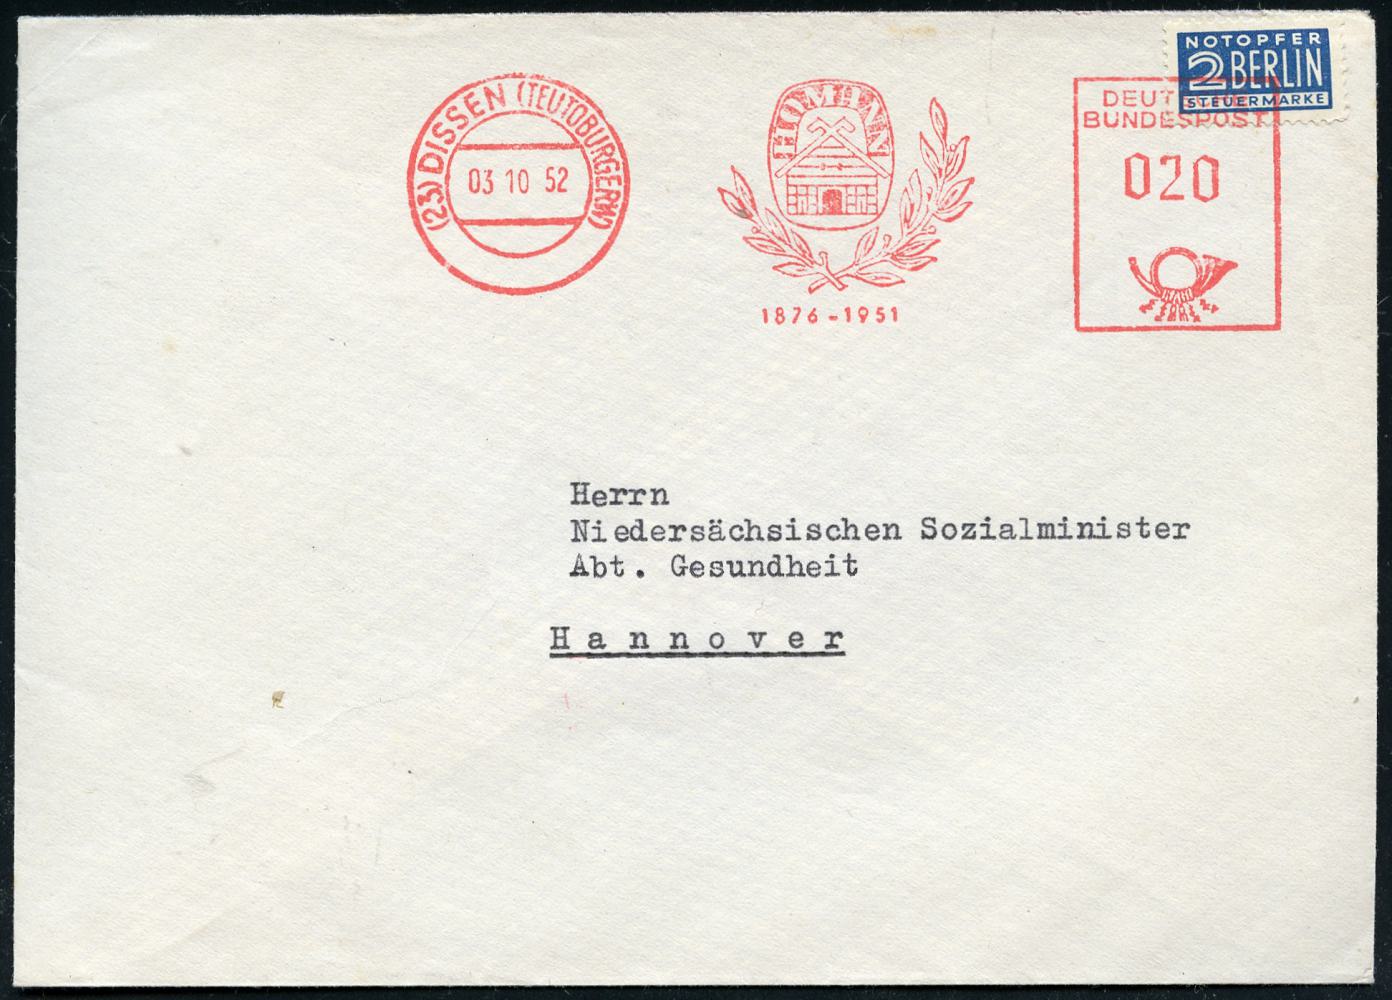 (23) DISSEN (TEUTOBURGERW)
03 10 52
HOMANN
1876-1951
NOTOPFER
2 BERLIN
STEUERMARKE
DEUT
BUNDESPOST
020
Herrn
Niedersächsischen Sozialminister
Abt. Gesundheit
Hannover